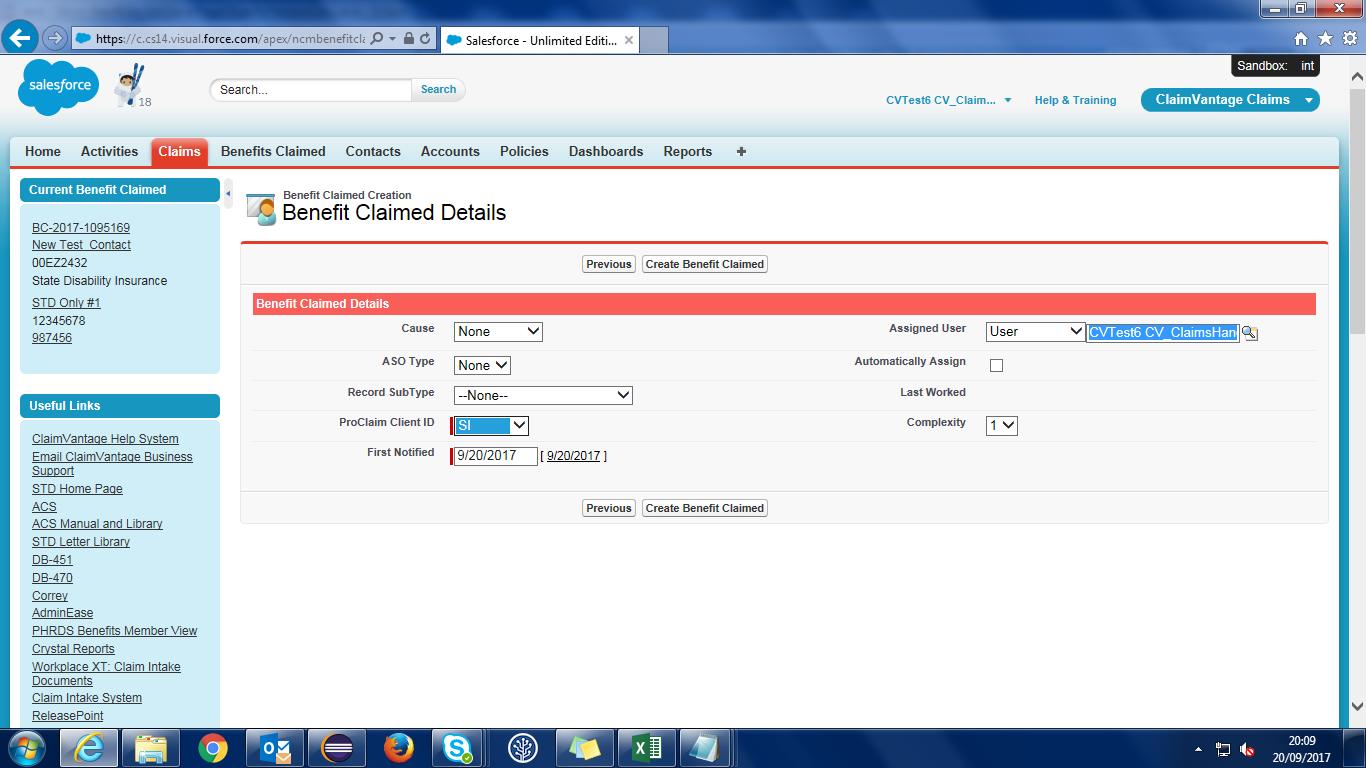 https://c.cs14.visual.force.com/apex/ncmbenefitcla
Salesforce - Unlimited Editi...
Sandbox: int
salesforce
18
Search...
Search
CVTest6 CV_Claim...
Help & Training
ClaimVantage Claims
Home
Activities
Claims
Benefits Claimed
Contacts
Accounts
Policies
Dashboards
Reports
+
Current Benefit Claimed
BC-2017-1095169
New Test Contact
00EZ2432
State Disability Insurance
STD Only #1
12345678
987456
Useful Links
ClaimVantage Help System
Email ClaimVantage Business
Support
STD Home Page
ACS
ACS Manual and Library
STD Letter Library
DB-451
DB-470
Correy
AdminEase
PHRDS Benefits Member View
Crystal Reports
Workplace XT: Claim Intake
Documents
Claim Intake System
ReleasePoint
Benefit Claimed Creation
Benefit Claimed Details
Previous
Create Benefit Claimed
Benefit Claimed Details
Cause None
Assigned User User CVTest6 CV_ClaimsHan
ASO Type None
Automatically Assign
Record SubType --None--
Last Worked
ProClaim Client ID SI
Complexity 1
First Notified 9/20/2017 [ 9/20/2017 ]
Previous
Create Benefit Claimed
20:09
20/09/2017